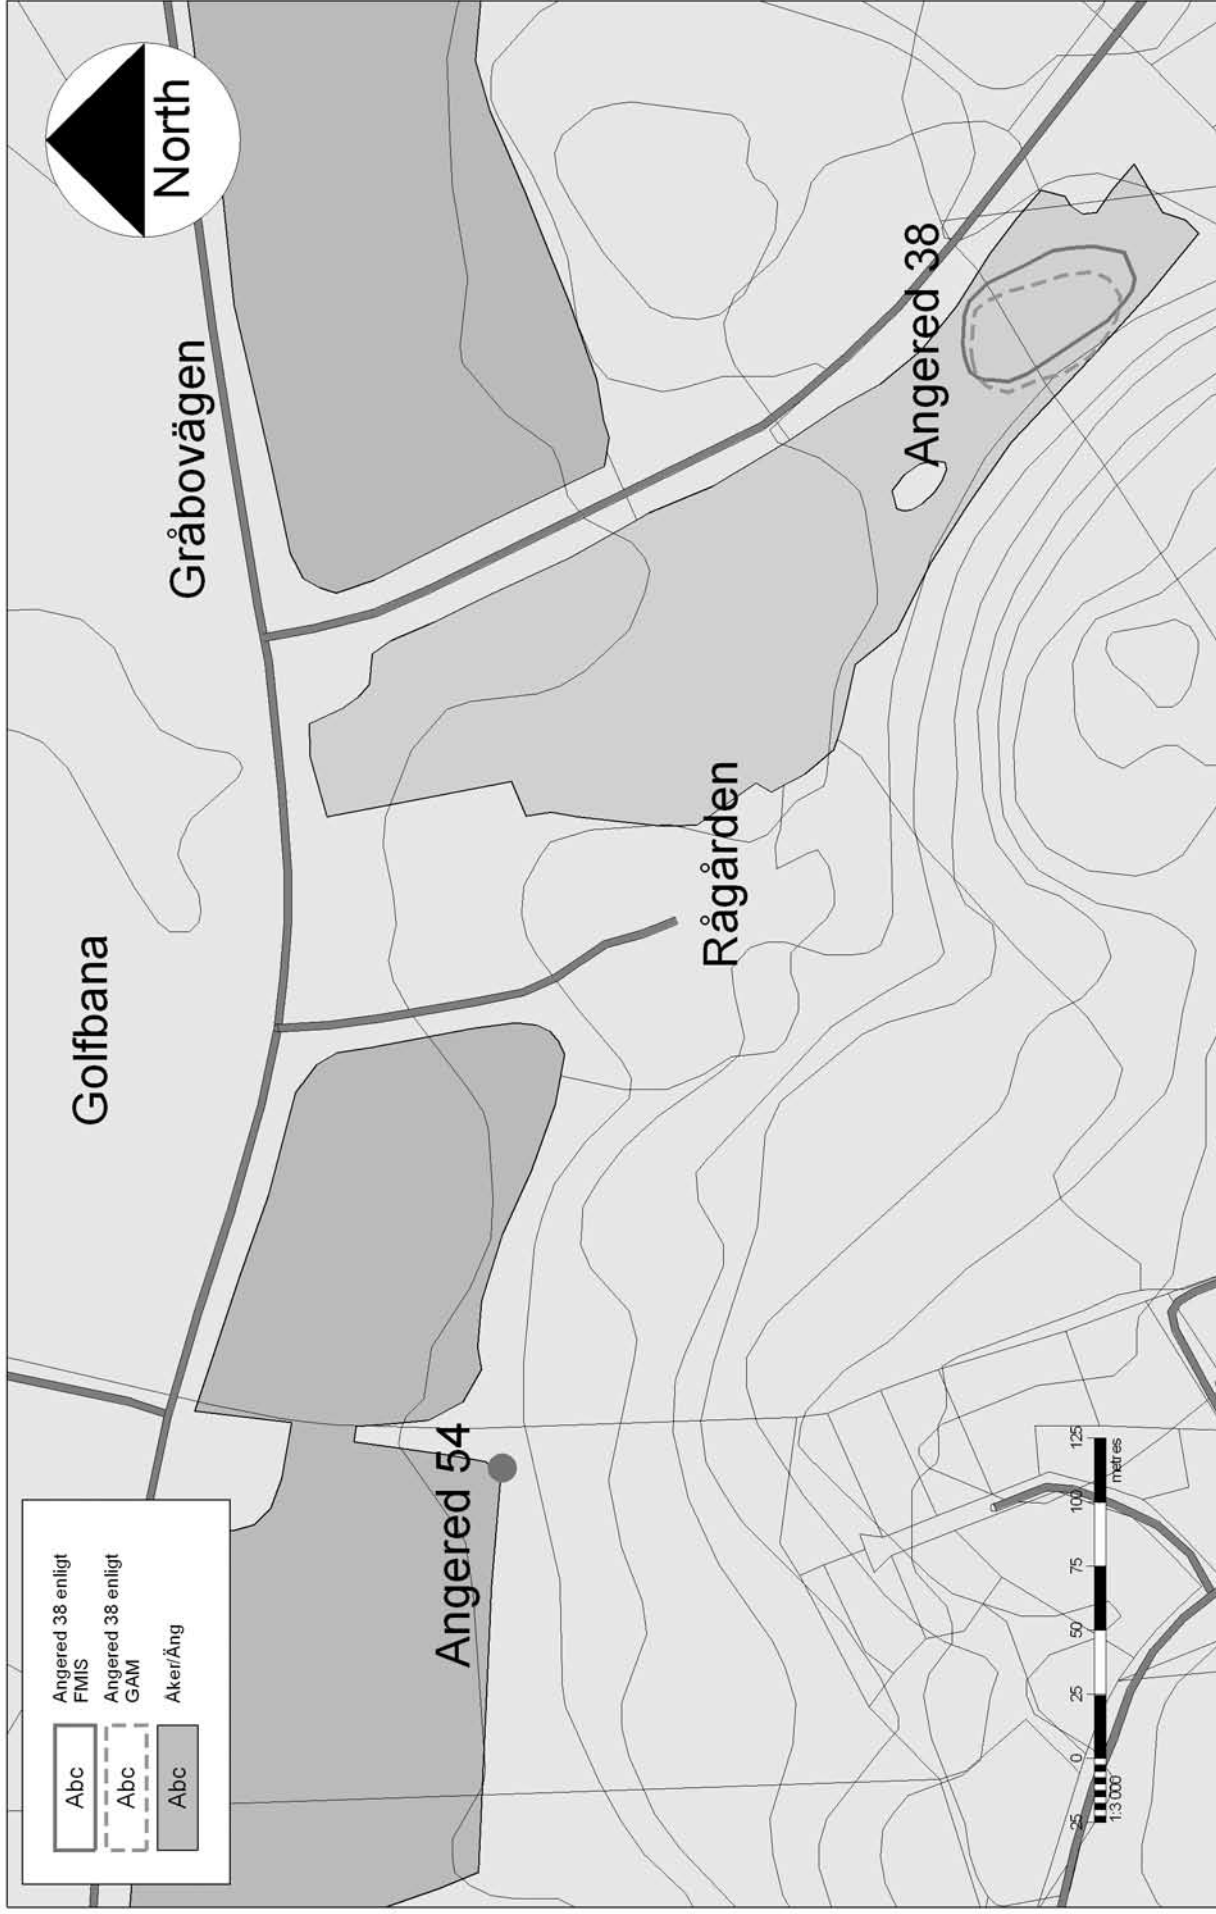 Abc Angered 38 enligt
FMIS
Abc Angered 38 enligt
GAM
Abc Aker/Äng
Golfbana
North
Gråbovägen
Angered 54
Rågården
Angered 38
25 0 25 50 75 100 125
1:3 000 metres